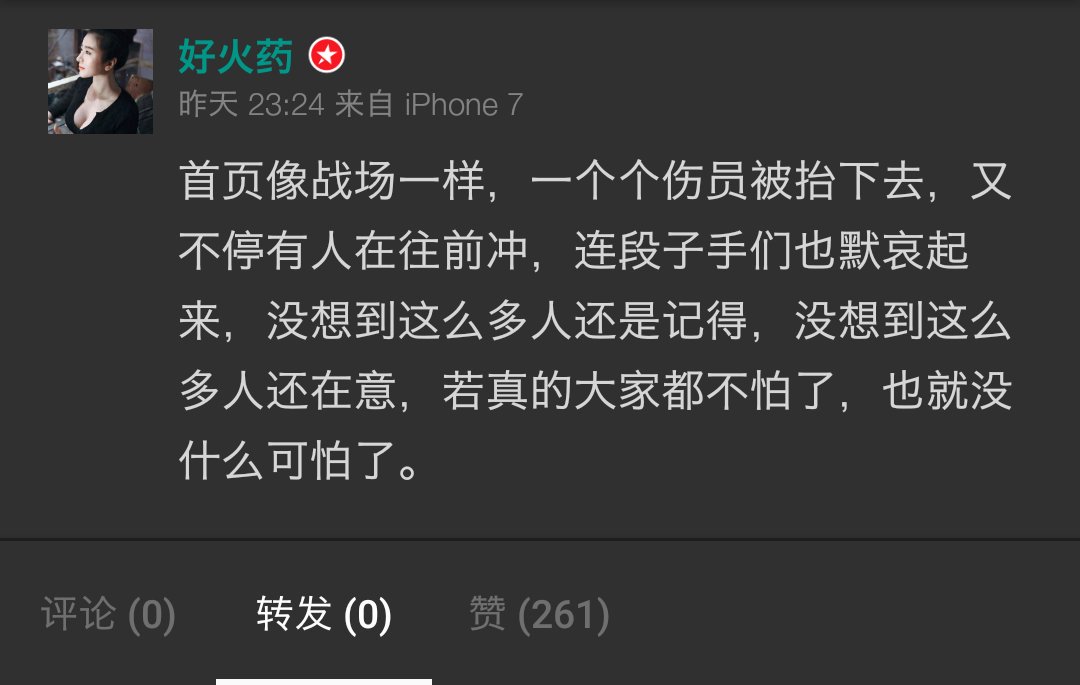 好火药
昨天 23:24 来自 iPhone 7
首页像战场一样，一个个伤员被抬下去，又
不停有人在往前冲，连段子手们也默哀起
来，没想到这么多人还是记得，没想到这么
多人还在意，若真的大家都不怕了，也就没
什么可怕了。
评论 (0) 转发 (0) 赞 (261)